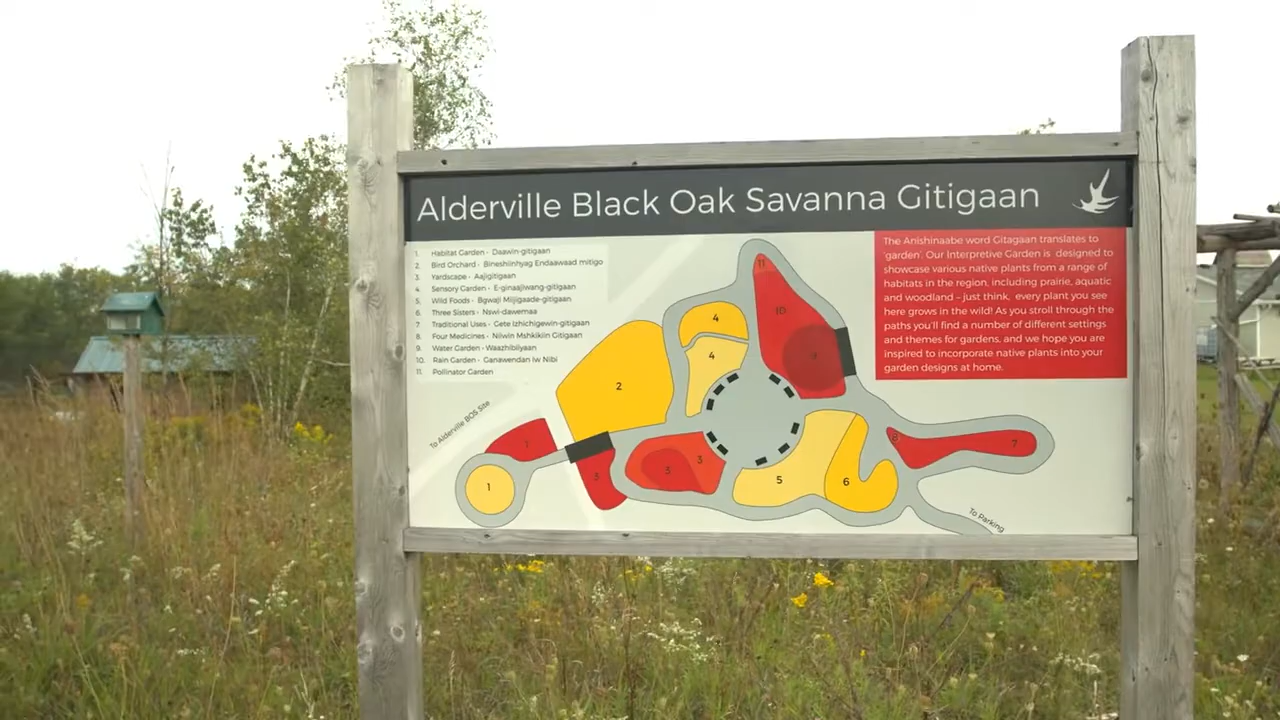 Alderville Black Oak Savanna Gitigaan
1. Habitat Garden - Daawin-gitigaan
2. Bird Orchard - Bineshiinhyag Endaawaad mitigo
3. Yardscape - Aajigitigaan
4. Sensory Garden - E-ginaajiwang-gitigaan
5. Wild Foods - Bgwaji Miijigaade-gitigaan
6. Three Sisters - Nswi-dawemaa
7. Traditional Uses - Gete Izhichigewin-gitigaan
8. Four Medicines - Niiwin Mshkikiin Gitigaan
9. Water Garden - Waazhibiiyaan
10. Rain Garden - Ganawendan Iw Nibi
11. Pollinator Garden
The Anishinaabe word Gitagaan translates to
'garden'. Our Interpretive Garden is designed to
showcase various native plants from a range of
habitats in the region, including prairie, aquatic
and woodland – just think, every plant you see
here grows in the wild! As you stroll through the
paths you'll find a number of different settings
and themes for gardens, and we hope you are
inspired to incorporate native plants into your
garden designs at home.
11
10
4
4
9
2
To Alderville BOS Site
1
1
3
3
3
5
6
8
7
To Parking